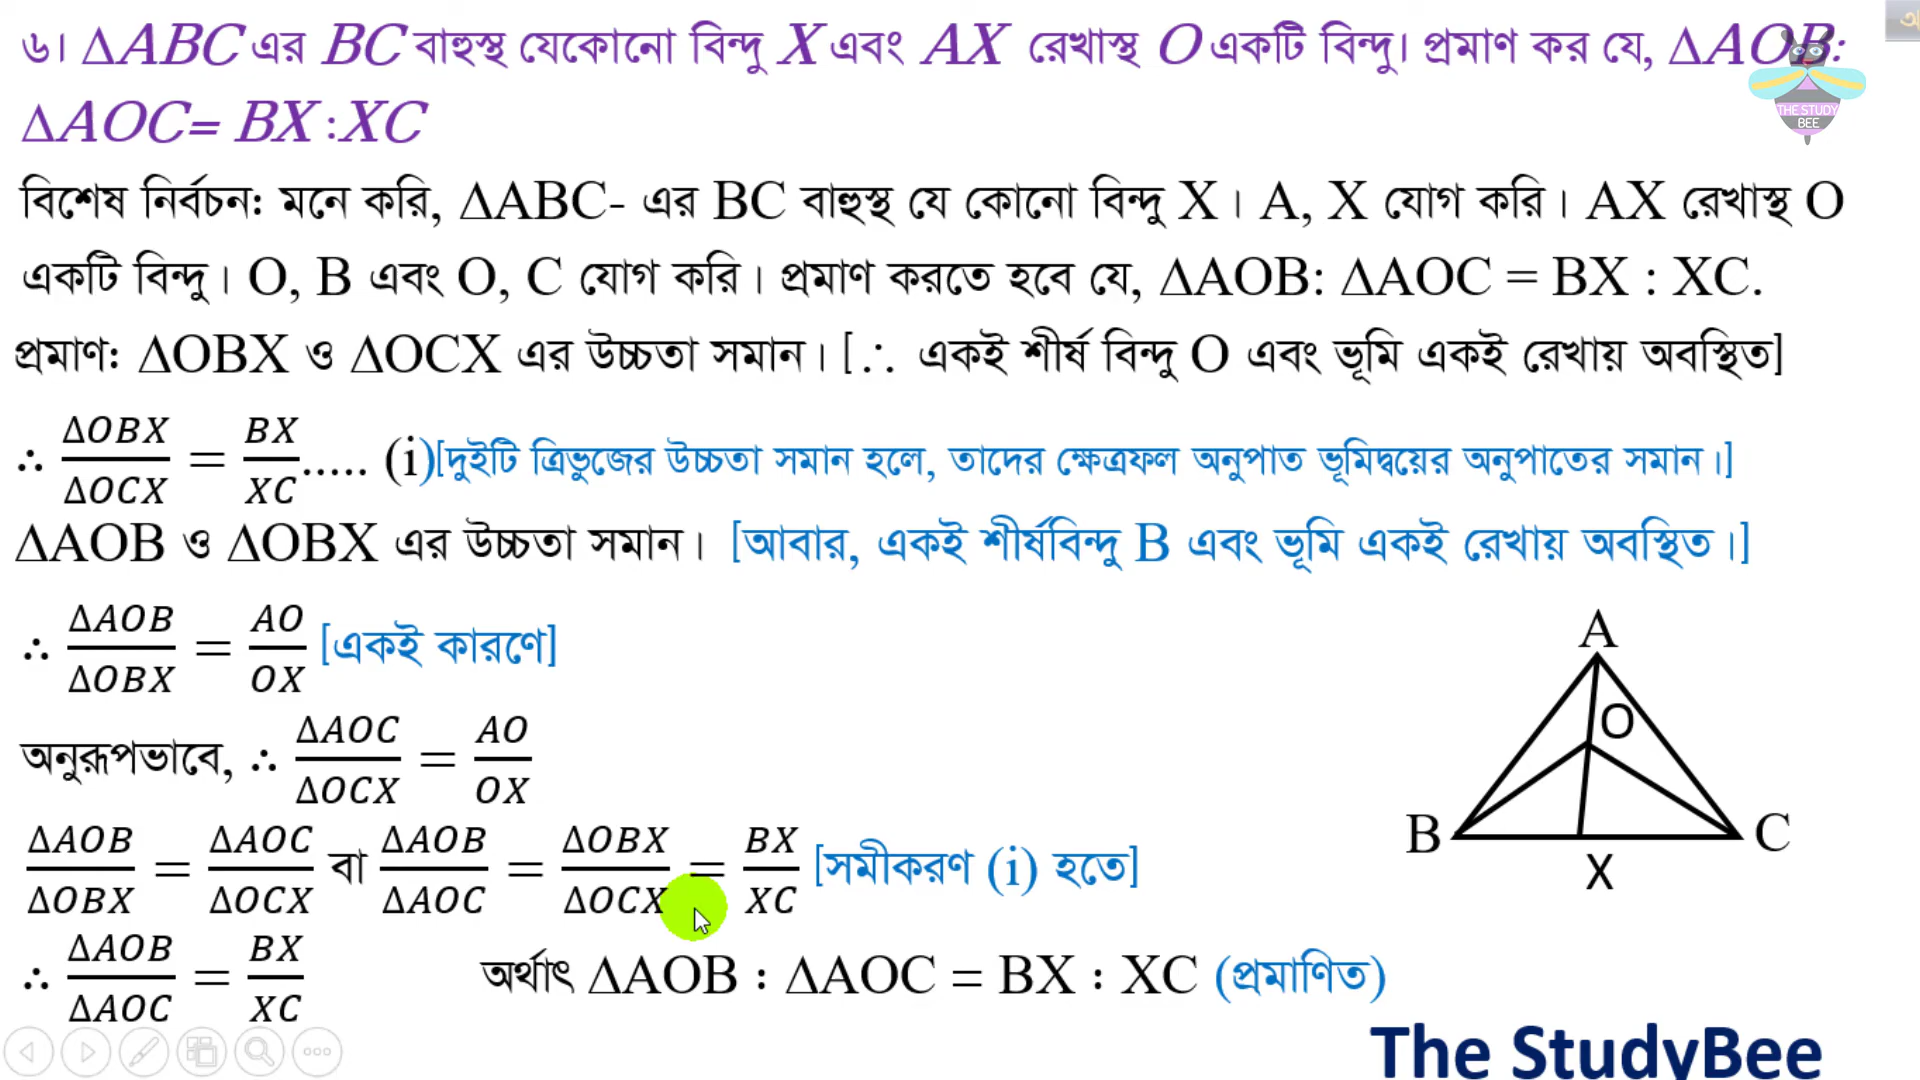 ৬। ΔABC এর BC বাহুস্থ যেকোনো বিন্দু X এবং AX রেখাস্থ O একটি বিন্দু। প্রমাণ কর যে, ΔAOB:
ΔAOC= BX :XC
THE STUDY
BEE
বিশেষ নির্বচনঃ মনে করি, ΔABC- এর BC বাহুস্থ যে কোনো বিন্দু X। A, X যোগ করি। AX রেখাস্থ O
একটি বিন্দু। O, B এবং O, C যোগ করি। প্রমাণ করতে হবে যে, ΔAOB: ΔAOC = BX : XC.
প্রমাণঃ ΔOBX ও ΔOCX এর উচ্চতা সমান। [∴ একই শীর্ষ বিন্দু O এবং ভূমি একই রেখায় অবস্থিত]
∴ ΔOBX/ΔOCX = BX/XC..... (i)[দুইটি ত্রিভুজের উচ্চতা সমান হলে, তাদের ক্ষেত্রফল অনুপাত ভূমিদ্বয়ের অনুপাতের সমান।]
ΔAOB ও ΔOBX এর উচ্চতা সমান। [আবার, একই শীর্ষবিন্দু B এবং ভূমি একই রেখায় অবস্থিত।]
∴ ΔAOB/ΔOBX = AO/OX [একই কারণে]
অনুরূপভাবে, ∴ ΔAOC/ΔOCX = AO/OX
ΔAOB/ΔOBX = ΔAOC/ΔOCX বা ΔAOB/ΔAOC = ΔOBX/ΔOCX = BX/XC [সমীকরণ (i) হতে]
∴ ΔAOB/ΔAOC = BX/XC অর্থাৎ ΔAOB : ΔAOC = BX : XC (প্রমাণিত)
A
O
B
C
X
The StudyBee